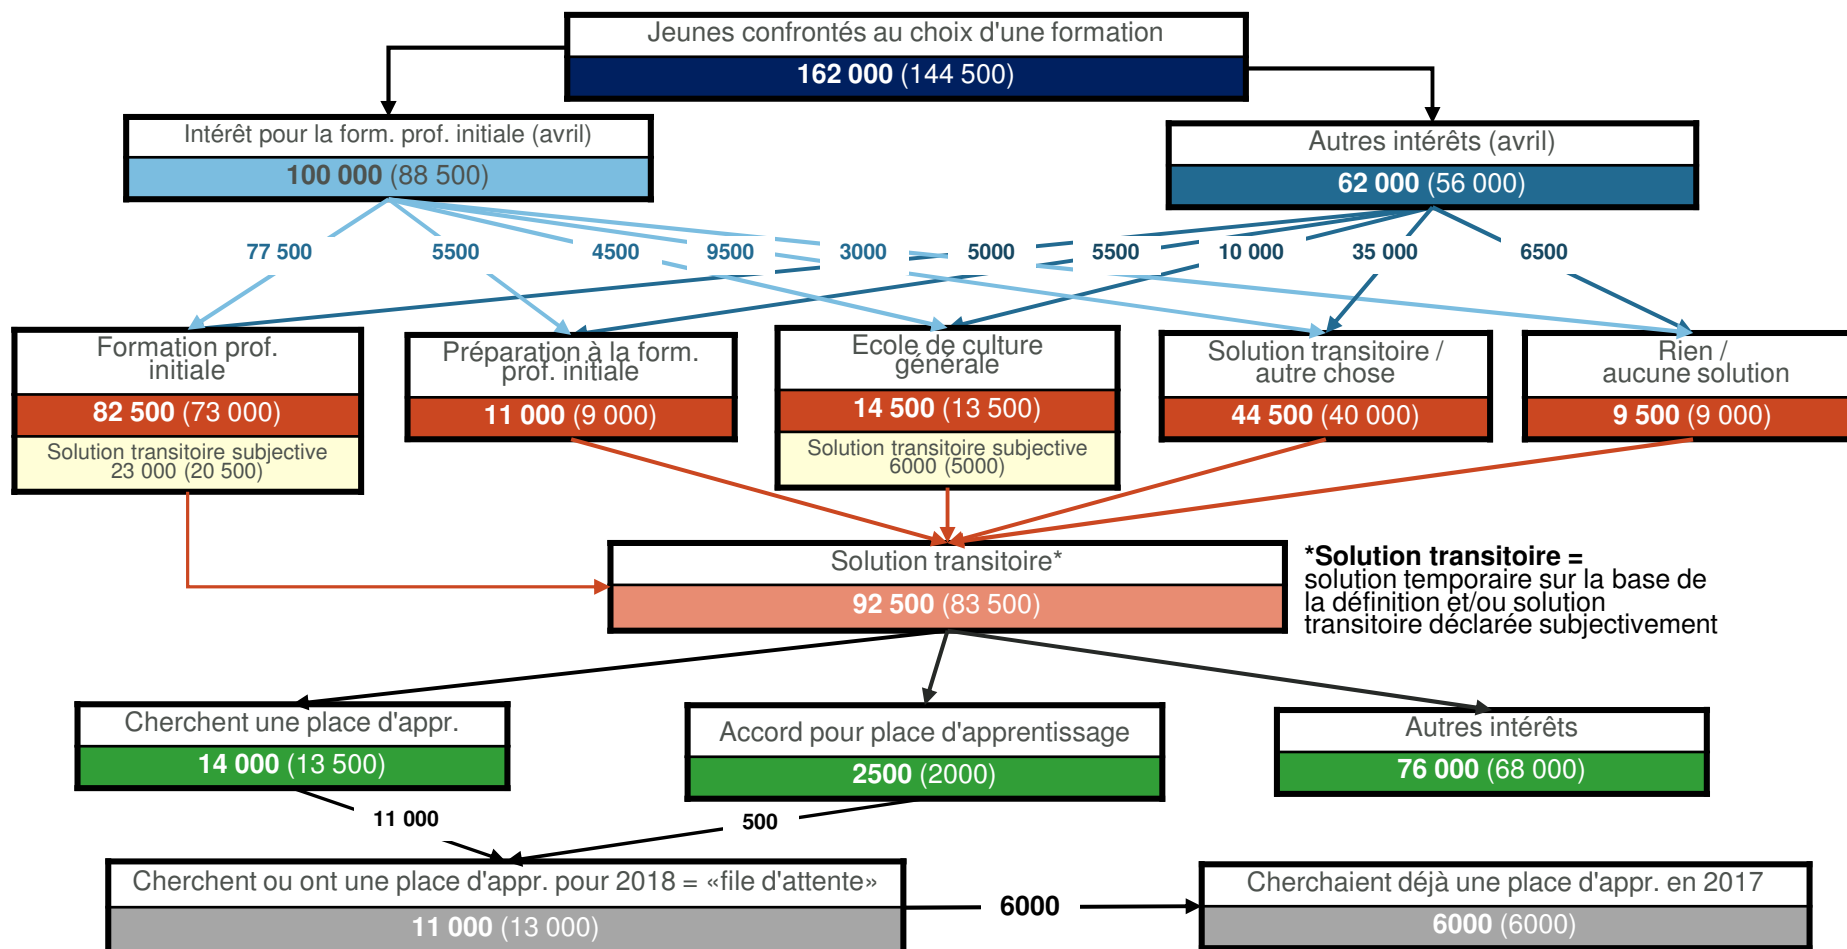 Jeunes confrontés au choix d'une formation
162 000 (144 500)
Intérêt pour la form. prof. initiale (avril)
100 000 (88 500)
Autres intérêts (avril)
62 000 (56 000)
77 500
5500
4500
9500
3000
5000
5500
10 000
35 000
6500
Formation prof.
initiale
82 500 (73 000)
Solution transitoire subjective
23 000 (20 500)
Préparation à la form.
prof. initiale
11 000 (9 000)
Ecole de culture
générale
14 500 (13 500)
Solution transitoire subjective
6000 (5000)
Solution transitoire /
autre chose
44 500 (40 000)
Rien /
aucune solution
9 500 (9 000)
Solution transitoire*
92 500 (83 500)
*Solution transitoire =
solution temporaire sur la base de
la définition et/ou solution
transitoire déclarée subjectivement
Cherchent une place d'appr.
14 000 (13 500)
Accord pour place d'apprentissage
2500 (2000)
Autres intérêts
76 000 (68 000)
11 000
500
Cherchent ou ont une place d'appr. pour 2018 = «file d'attente»
11 000 (13 000)
6000
Cherchaient déjà une place d'appr. en 2017
6000 (6000)